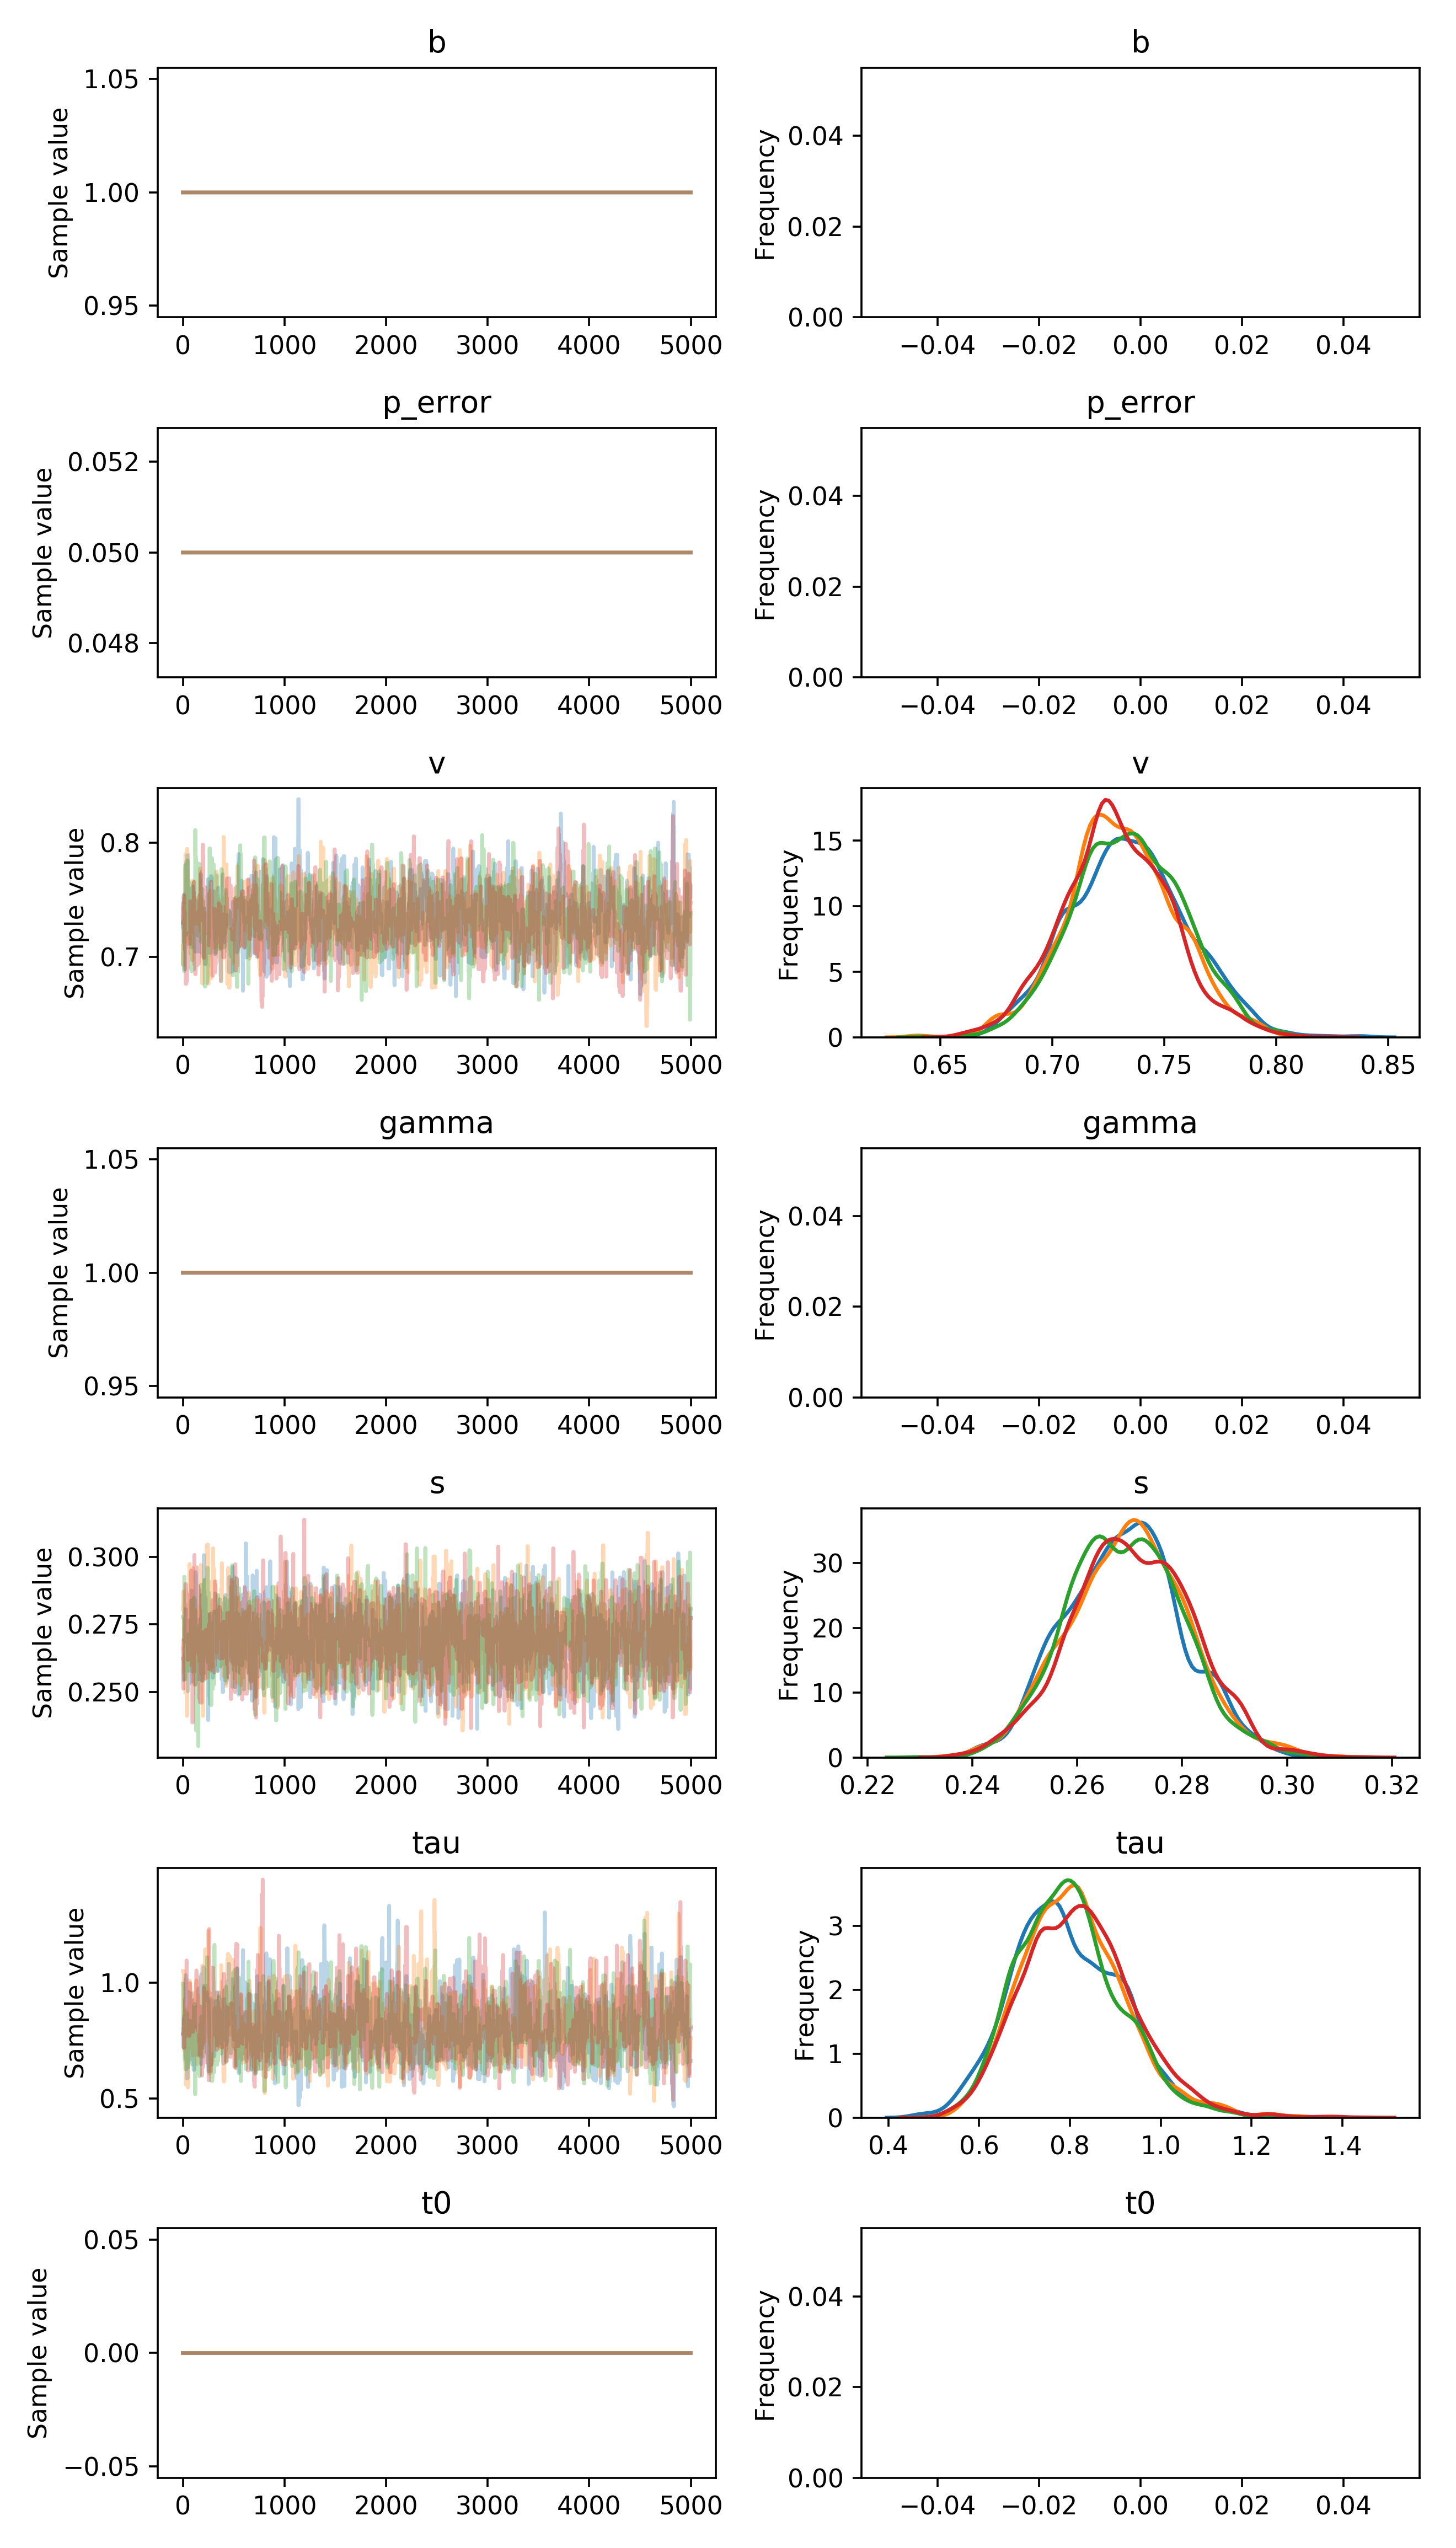 b
b
1.05
1.00
0.95
Sample value
0 1000 2000 3000 4000 5000
0.04
0.02
0.00
Frequency
−0.04 −0.02 0.00 0.02 0.04
p_error
p_error
0.052
0.050
0.048
Sample value
0 1000 2000 3000 4000 5000
0.04
0.02
0.00
Frequency
−0.04 −0.02 0.00 0.02 0.04
v
v
0.8
0.7
Sample value
0 1000 2000 3000 4000 5000
15
10
5
0
Frequency
0.65 0.70 0.75 0.80 0.85
gamma
gamma
1.05
1.00
0.95
Sample value
0 1000 2000 3000 4000 5000
0.04
0.02
0.00
Frequency
−0.04 −0.02 0.00 0.02 0.04
s
s
0.300
0.275
0.250
Sample value
0 1000 2000 3000 4000 5000
30
20
10
0
Frequency
0.22 0.24 0.26 0.28 0.30 0.32
tau
tau
1.0
0.5
Sample value
0 1000 2000 3000 4000 5000
3
2
1
0
Frequency
0.4 0.6 0.8 1.0 1.2 1.4
t0
t0
0.05
0.00
−0.05
Sample value
0 1000 2000 3000 4000 5000
0.04
0.02
0.00
Frequency
−0.04 −0.02 0.00 0.02 0.04